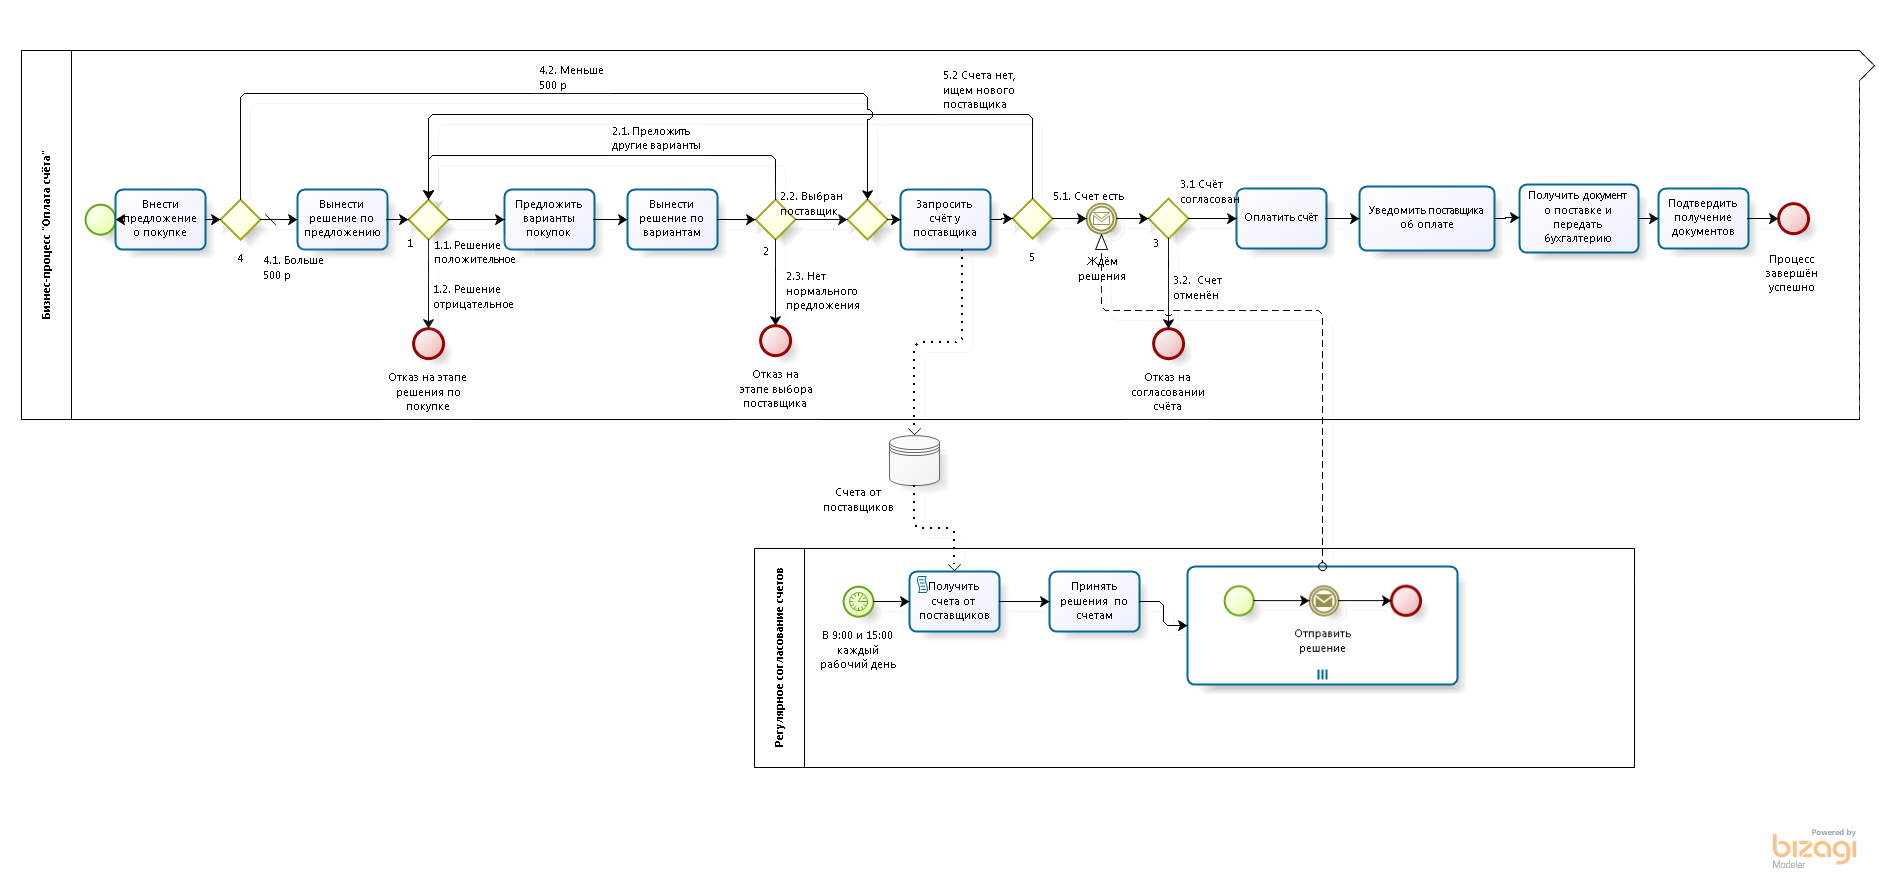 Бизнес-процесс "Оплата счёта"
4.2. Меньше
500 р
5.2 Счета нет,
ищем нового
поставщика
2.1. Преложить
другие варианты
Внести
предложение
о покупке
4
4.1. Больше
500 р
Вынести
решение по
предложению
1
1.1. Решение
положительное
1.2. Решение
отрицательное
Отказ на этапе
решения по
покупке
Предложить
варианты
покупок
Вынести
решение по
вариантам
2
2.2. Выбран
поставщик
2.3. Нет
нормального
предложения
Отказ на
этапе выбора
поставщика
Запросить
счёт у
поставщика
5
5.1. Счет есть
Ждём
решения
3
3.1 Счёт
согласован
3.2. Счет
отменён
Отказ на
согласовании
счёта
Оплатить счёт
Уведомить поставщика
об оплате
Получить документ
о поставке и
передать
бухгалтерию
Подтвердить
получение
документов
Процесс
завершён
успешно
Счета от
поставщиков
Регулярное согласование счетов
В 9:00 и 15:00
каждый
рабочий день
Получить
счета от
поставщиков
Принять
решения по
счетам
Отправить
решение
Powered by
bizagi
Modeler